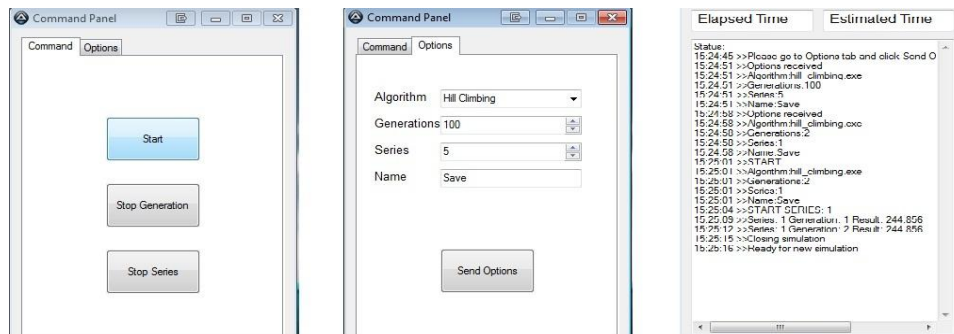 Command Panel
Command Options
Start
Stop Generation
Stop Series
Command Panel
Command Options
Algorithm Hill Climbing
Generations 100
Series 5
Name Save
Send Options
Elapsed Time Estimated Time
Status:
15:24:45 >>Please go to Options tab and click Send O
15:24:51 >>Options received
15:24:51 >>Algorithm:hill_climbing.exe
15:24:51 >>Generations:100
15:24:51 >>Series:5
15:24:51 >>Name:Save
15:24:58 >>Options received
15:24:58 >>Algorithm:hill_climbing.exe
15:24:58 >>Generations:2
15:24:58 >>Series:1
15:24:58 >>Name:Save
15:25:01 >>START
15:25:01 >>Algorithm:hill_climbing.exe
15:25:01 >>Generations:2
15:25:01 >>Series:1
15:25:01 >>Name:Save
15:25:04 >>START SERIES: 1
15:25:09 >>Series: 1 Generation: 1 Result: 244.856
15:25:12 >>Series: 1 Generation: 2 Result: 244.856
15:25:15 >>Closing simulation
15:25:16 >>Ready for new simulation